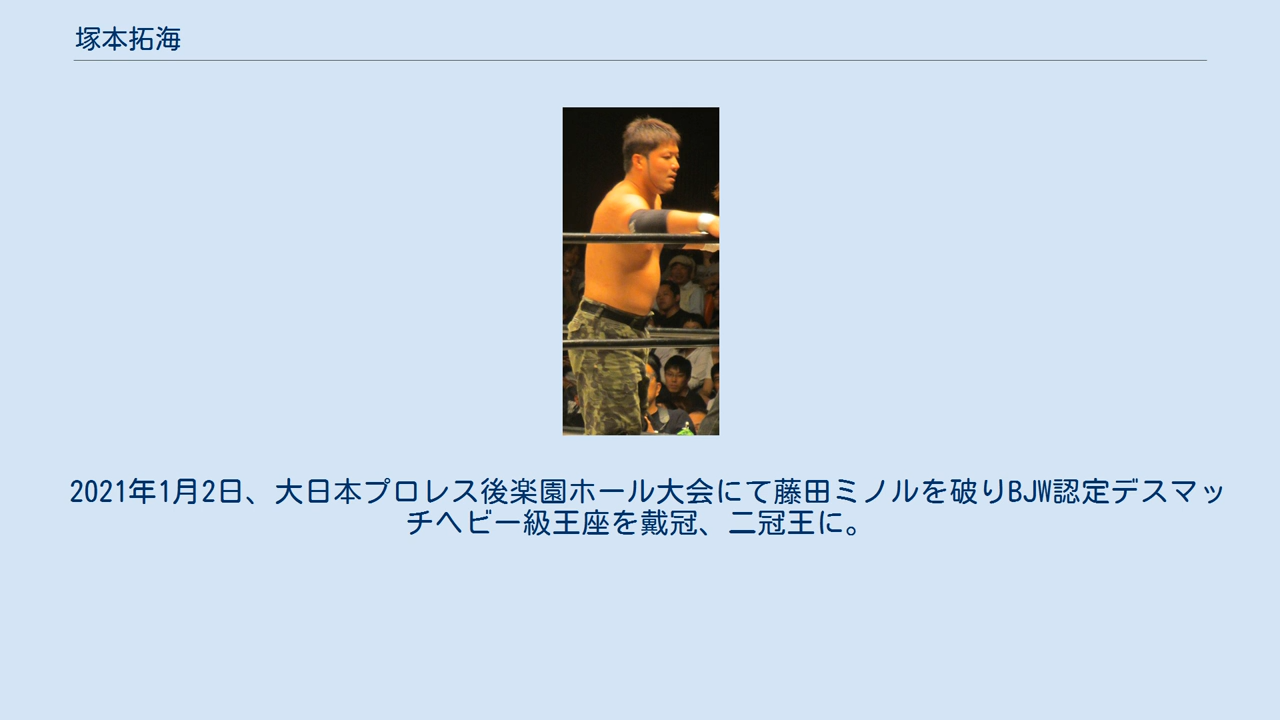 塚本拓海
2021年1月2日、大日本プロレス後楽園ホール大会にて藤田ミノルを破りBJW認定デスマッ
チヘビー級王座を戴冠、二冠王に。